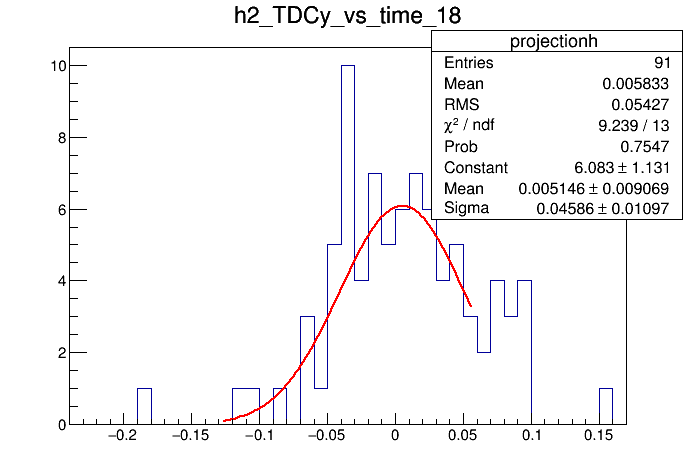 h2_TDCy_vs_time_18
projectionh
Entries 91
Mean 0.005833
RMS 0.05427
χ² / ndf 9.239 / 13
Prob 0.7547
Constant 6.083 ± 1.131
Mean 0.005146 ± 0.009069
Sigma 0.04586 ± 0.01097
10
8
6
4
2
0
−0.2 −0.15 −0.1 −0.05 0 0.05 0.1 0.15